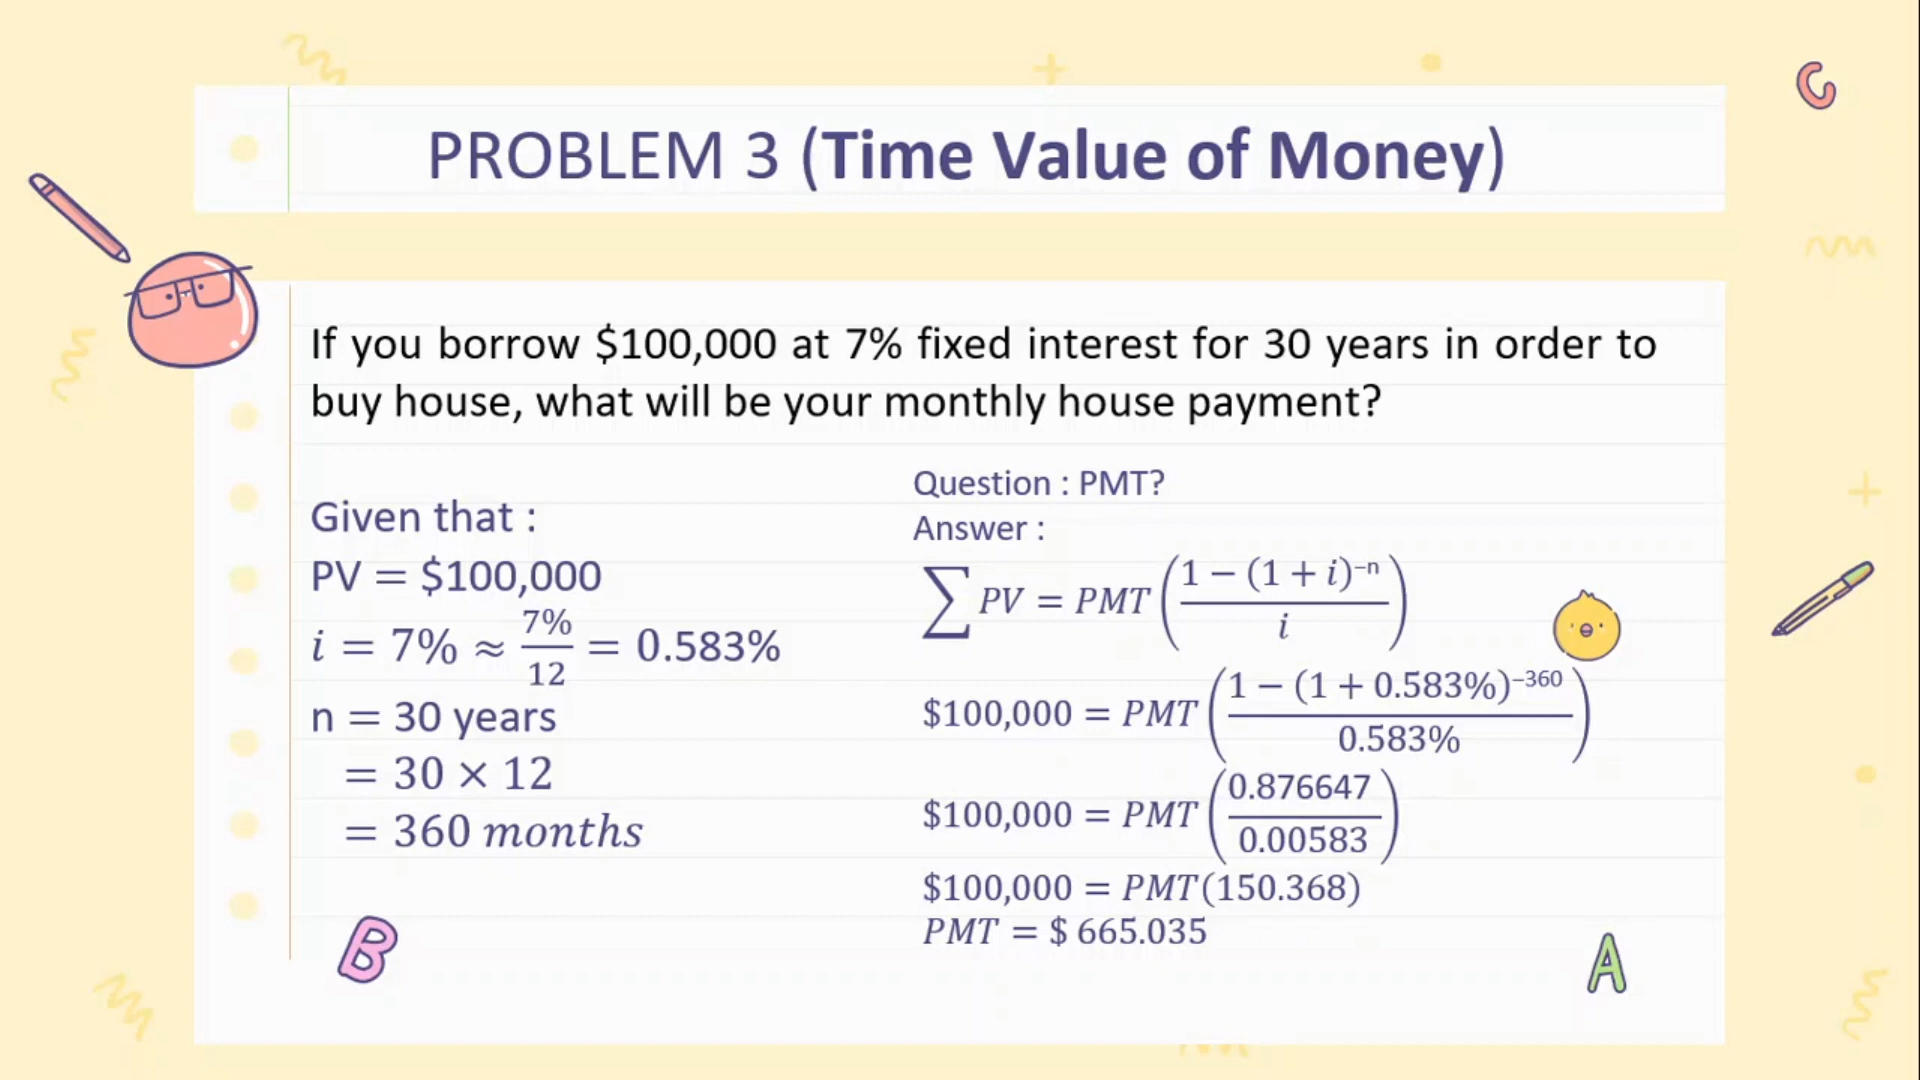 C
PROBLEM 3 (Time Value of Money)
If you borrow $100,000 at 7% fixed interest for 30 years in order to
buy house, what will be your monthly house payment?
Given that :
PV = $100,000
i = 7% ≈ 7%/12 = 0.583%
n = 30 years
= 30 × 12
= 360 months
Question : PMT?
Answer :
∑ PV = PMT ((1 − (1 + i)⁻ⁿ)/i)
$100,000 = PMT ((1 − (1 + 0.583%)⁻³⁶⁰)/0.583%)
$100,000 = PMT (0.876647/0.00583)
$100,000 = PMT(150.368)
PMT = $ 665.035
B
A